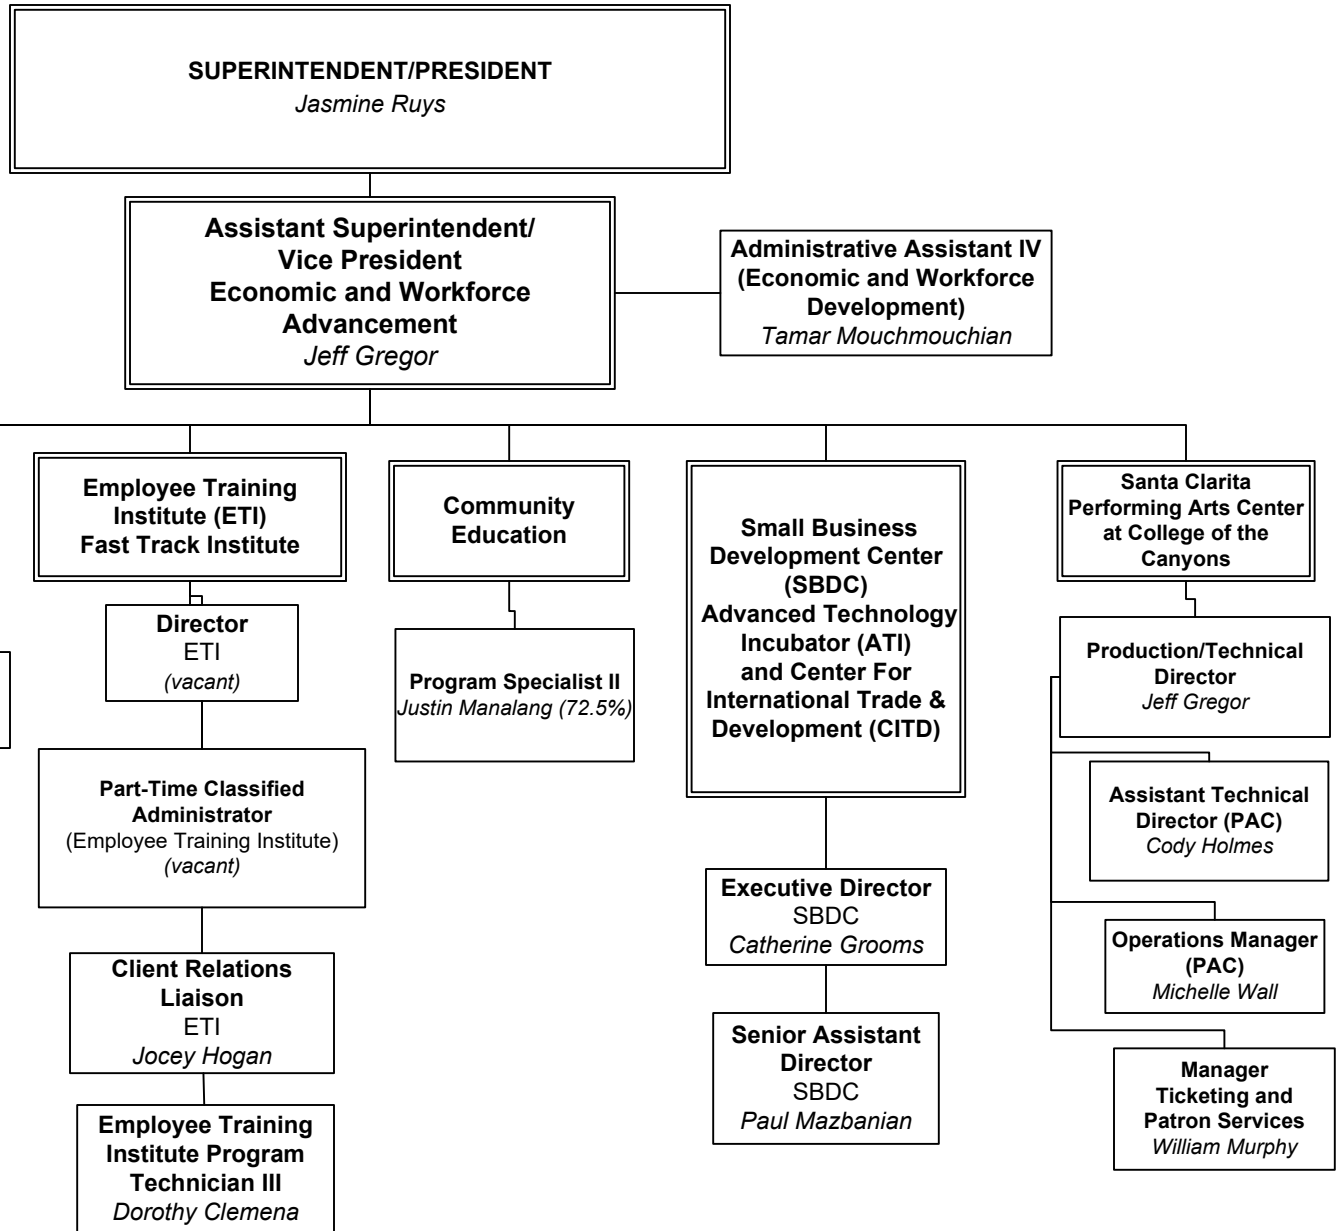 SUPERINTENDENT/PRESIDENT
Jasmine Ruys
Assistant Superintendent/
Vice President
Economic and Workforce
Advancement
Jeff Gregor
Administrative Assistant IV
(Economic and Workforce
Development)
Tamar Mouchmouchian
Employee Training
Institute (ETI)
Fast Track Institute
Director
ETI
(vacant)
Part-Time Classified
Administrator
(Employee Training Institute)
(vacant)
Client Relations
Liaison
ETI
Jocey Hogan
Employee Training
Institute Program
Technician III
Dorothy Clemena
Community
Education
Program Specialist II
Justin Manalang (72.5%)
Small Business
Development Center
(SBDC)
Advanced Technology
Incubator (ATI)
and Center For
International Trade &
Development (CITD)
Executive Director
SBDC
Catherine Grooms
Senior Assistant
Director
SBDC
Paul Mazbanian
Santa Clarita
Performing Arts Center
at College of the
Canyons
Production/Technical
Director
Jeff Gregor
Assistant Technical
Director (PAC)
Cody Holmes
Operations Manager
(PAC)
Michelle Wall
Manager
Ticketing and
Patron Services
William Murphy